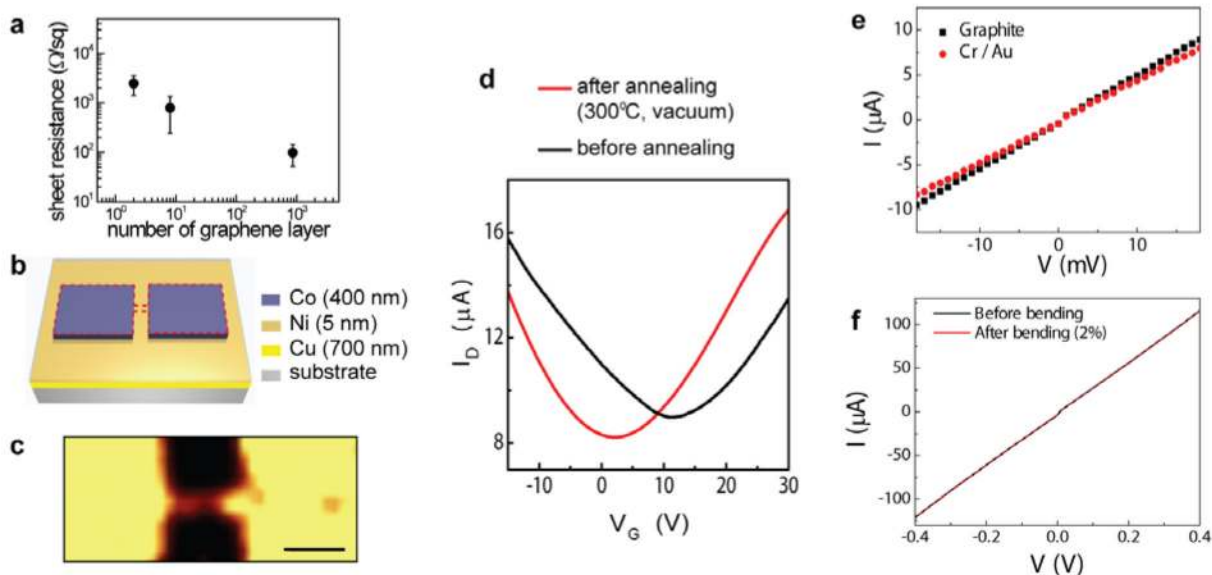 a
sheet resistance (Ω/sq)
10⁴
10³
10²
10¹
10⁰ 10¹ 10² 10³
number of graphene layer
b
Co (400 nm)
Ni (5 nm)
Cu (700 nm)
substrate
c
d
after annealing
(300ºC, vacuum)
before annealing
I_D (μA)
16
12
8
-10 0 10 20 30
V_G (V)
e
Graphite
Cr / Au
I (μA)
10
5
0
-5
-10
-10 0 10
V (mV)
f
Before bending
After bending (2%)
I (μA)
100
50
0
-50
-100
-0.4 -0.2 0.0 0.2 0.4
V (V)